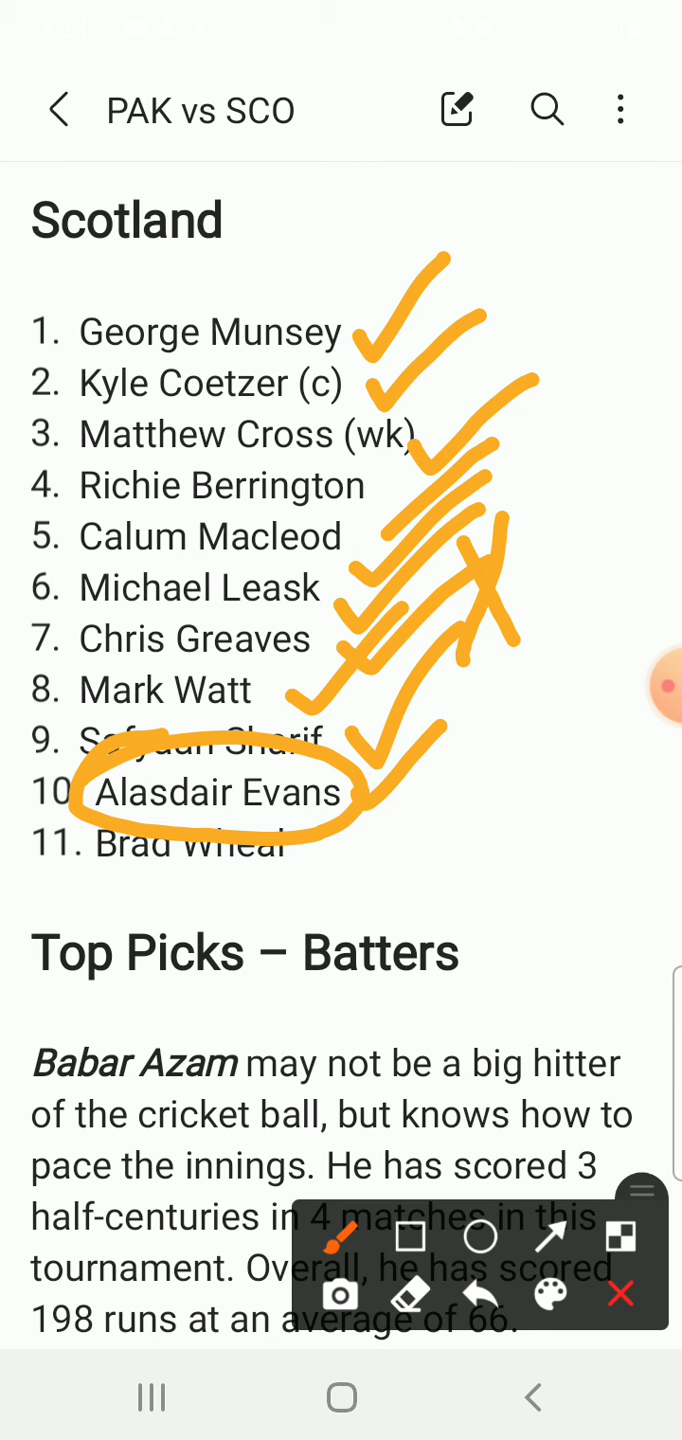 PAK vs SCO
Scotland
1. George Munsey
2. Kyle Coetzer (c)
3. Matthew Cross (wk)
4. Richie Berrington
5. Calum Macleod
6. Michael Leask
7. Chris Greaves
8. Mark Watt
9. Safyaan Sharif
10 Alasdair Evans
11. Brad Wheal
Top Picks – Batters
Babar Azam may not be a big hitter
of the cricket ball, but knows how to
pace the innings. He has scored 3
half-centuries in 4 matches in this
tournament. Overall, he has scored
198 runs at an average of 66.